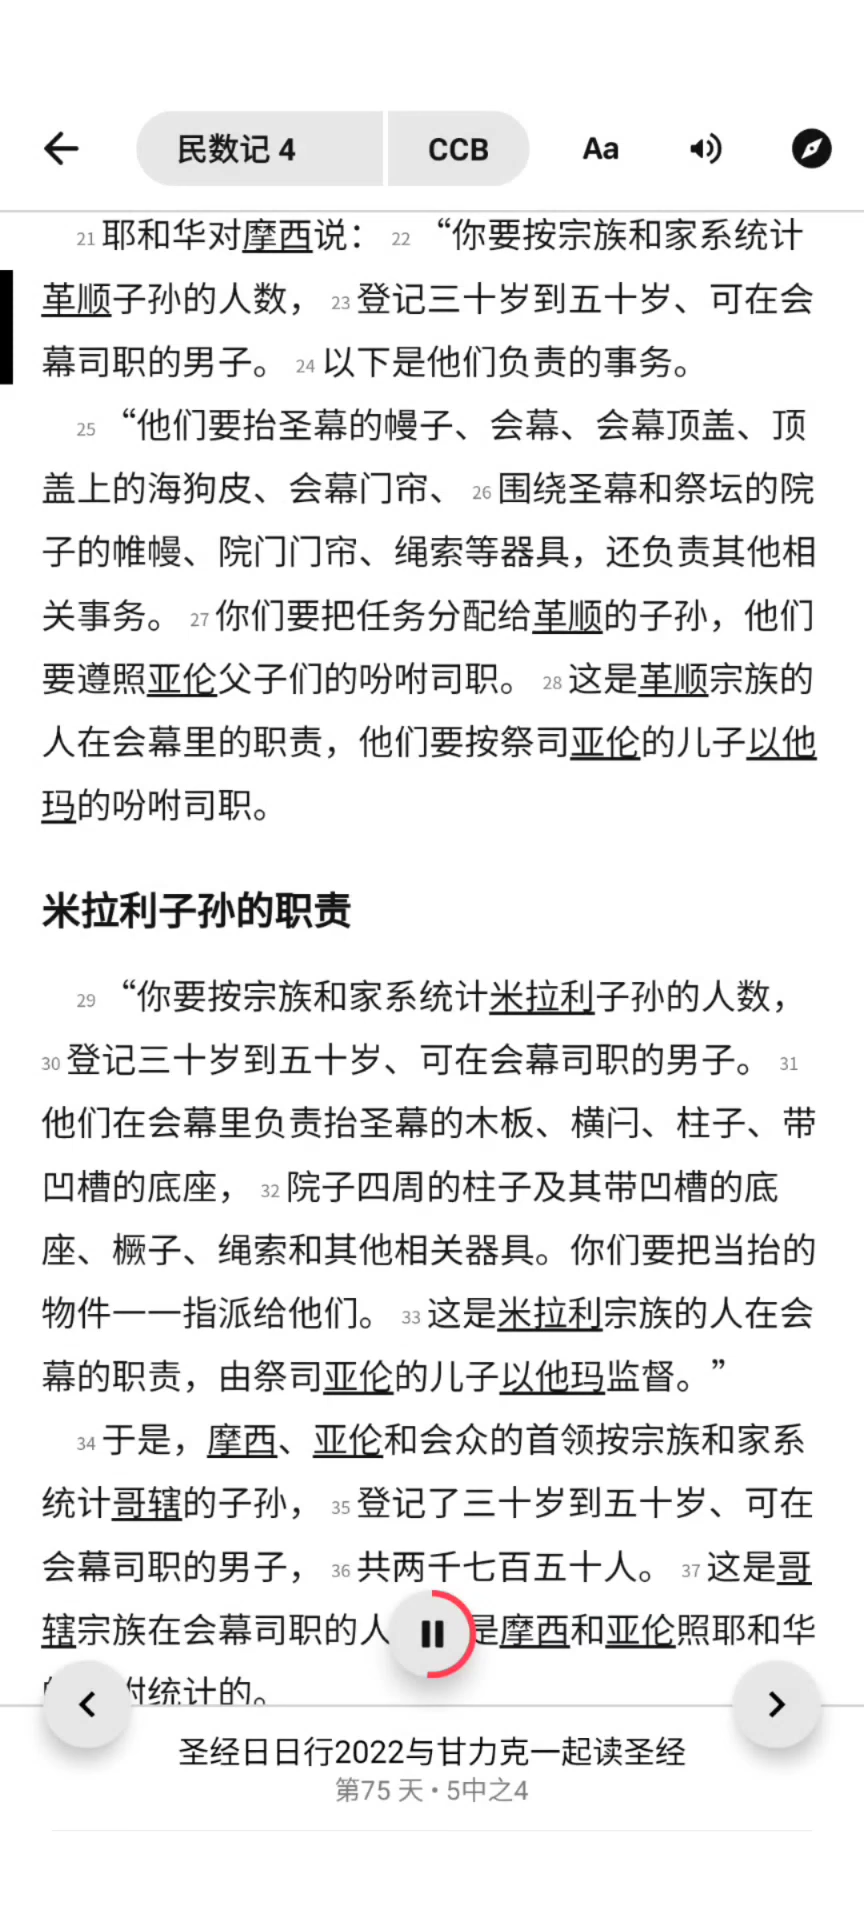 民数记 4 CCB Aa
21 耶和华对摩西说： 22 “你要按宗族和家系统计
革顺子孙的人数， 23 登记三十岁到五十岁、可在会
幕司职的男子。 24 以下是他们负责的事务。
25 “他们要抬圣幕的幔子、会幕、会幕顶盖、顶
盖上的海狗皮、会幕门帘、 26 围绕圣幕和祭坛的院
子的帷幔、院门门帘、绳索等器具，还负责其他相
关事务。 27 你们要把任务分配给革顺的子孙，他们
要遵照亚伦父子们的吩咐司职。 28 这是革顺宗族的
人在会幕里的职责，他们要按祭司亚伦的儿子以他
玛的吩咐司职。
米拉利子孙的职责
29 “你要按宗族和家系统计米拉利子孙的人数，
30 登记三十岁到五十岁、可在会幕司职的男子。 31
他们在会幕里负责抬圣幕的木板、横闩、柱子、带
凹槽的底座， 32 院子四周的柱子及其带凹槽的底
座、橛子、绳索和其他相关器具。你们要把当抬的
物件一一指派给他们。 33 这是米拉利宗族的人在会
幕的职责，由祭司亚伦的儿子以他玛监督。”
34 于是，摩西、亚伦和会众的首领按宗族和家系
统计哥辖的子孙， 35 登记了三十岁到五十岁、可在
会幕司职的男子， 36 共两千七百五十人。 37 这是哥
辖宗族在会幕司职的人 是摩西和亚伦照耶和华
统计的。
圣经日日行2022与甘力克一起读圣经
第75 天 • 5中之4